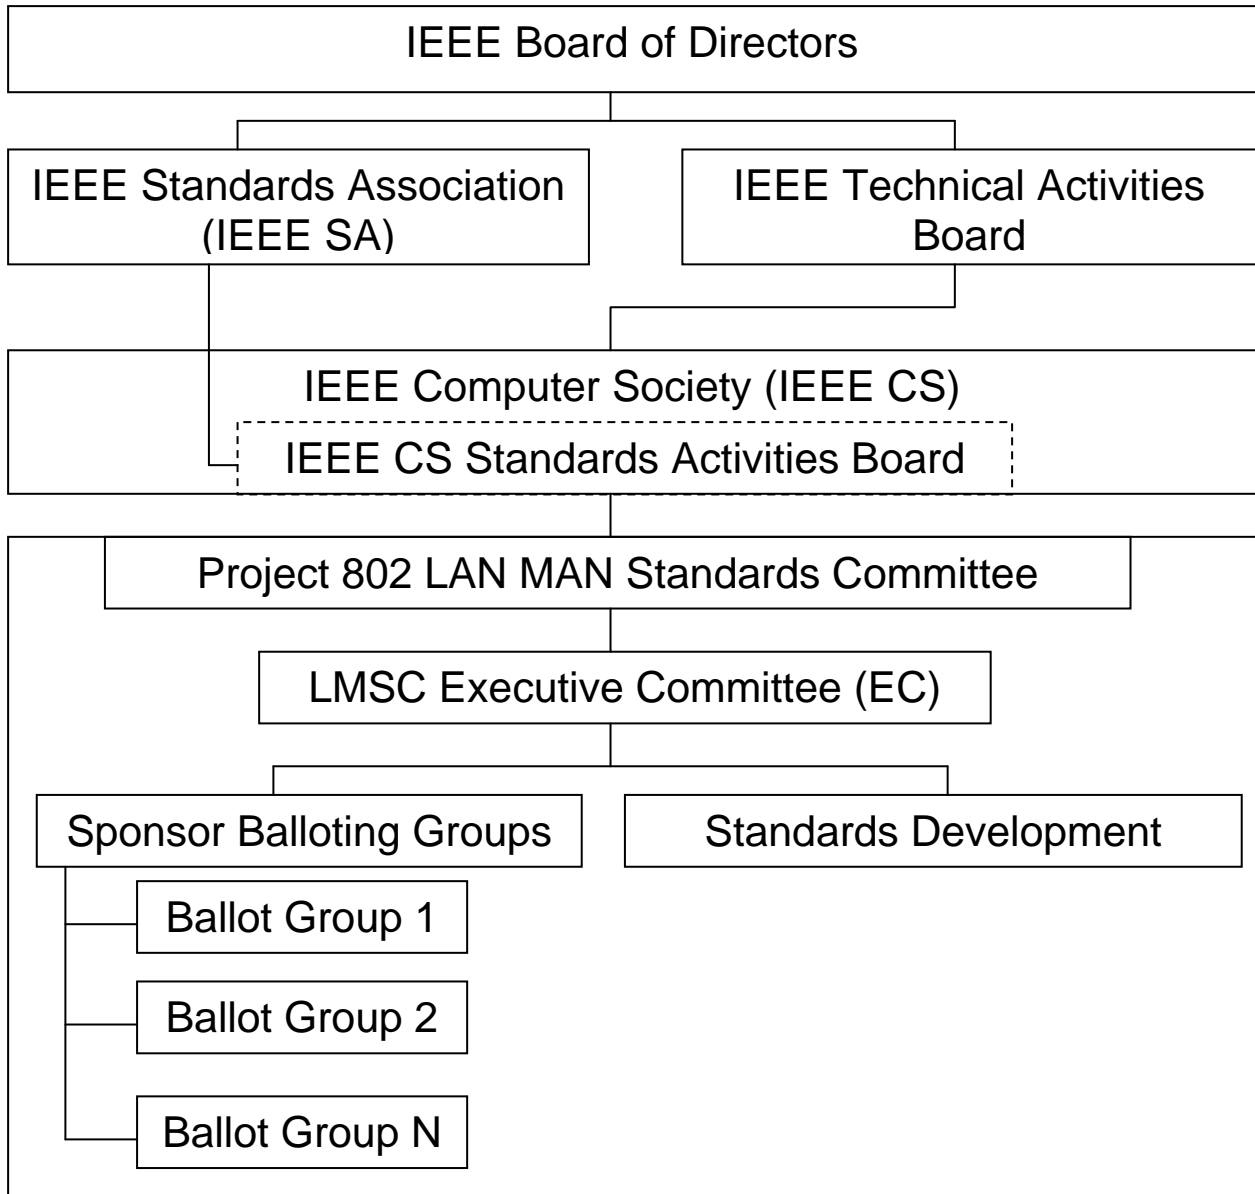 IEEE Board of Directors
IEEE Standards Association
(IEEE SA)
IEEE Technical Activities
Board
IEEE Computer Society (IEEE CS)
IEEE CS Standards Activities Board
Project 802 LAN MAN Standards Committee
LMSC Executive Committee (EC)
Sponsor Balloting Groups
Standards Development
Ballot Group 1
Ballot Group 2
Ballot Group N